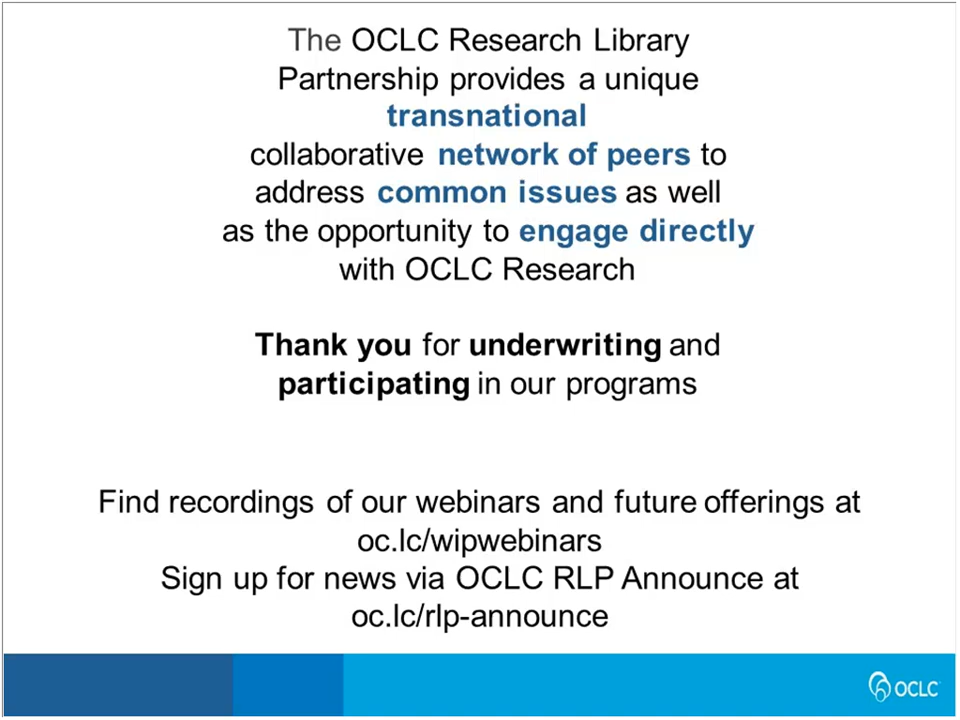 The OCLC Research Library
Partnership provides a unique
transnational
collaborative network of peers to
address common issues as well
as the opportunity to engage directly
with OCLC Research
Thank you for underwriting and
participating in our programs
Find recordings of our webinars and future offerings at
oc.lc/wipwebinars
Sign up for news via OCLC RLP Announce at
oc.lc/rlp-announce
OCLC